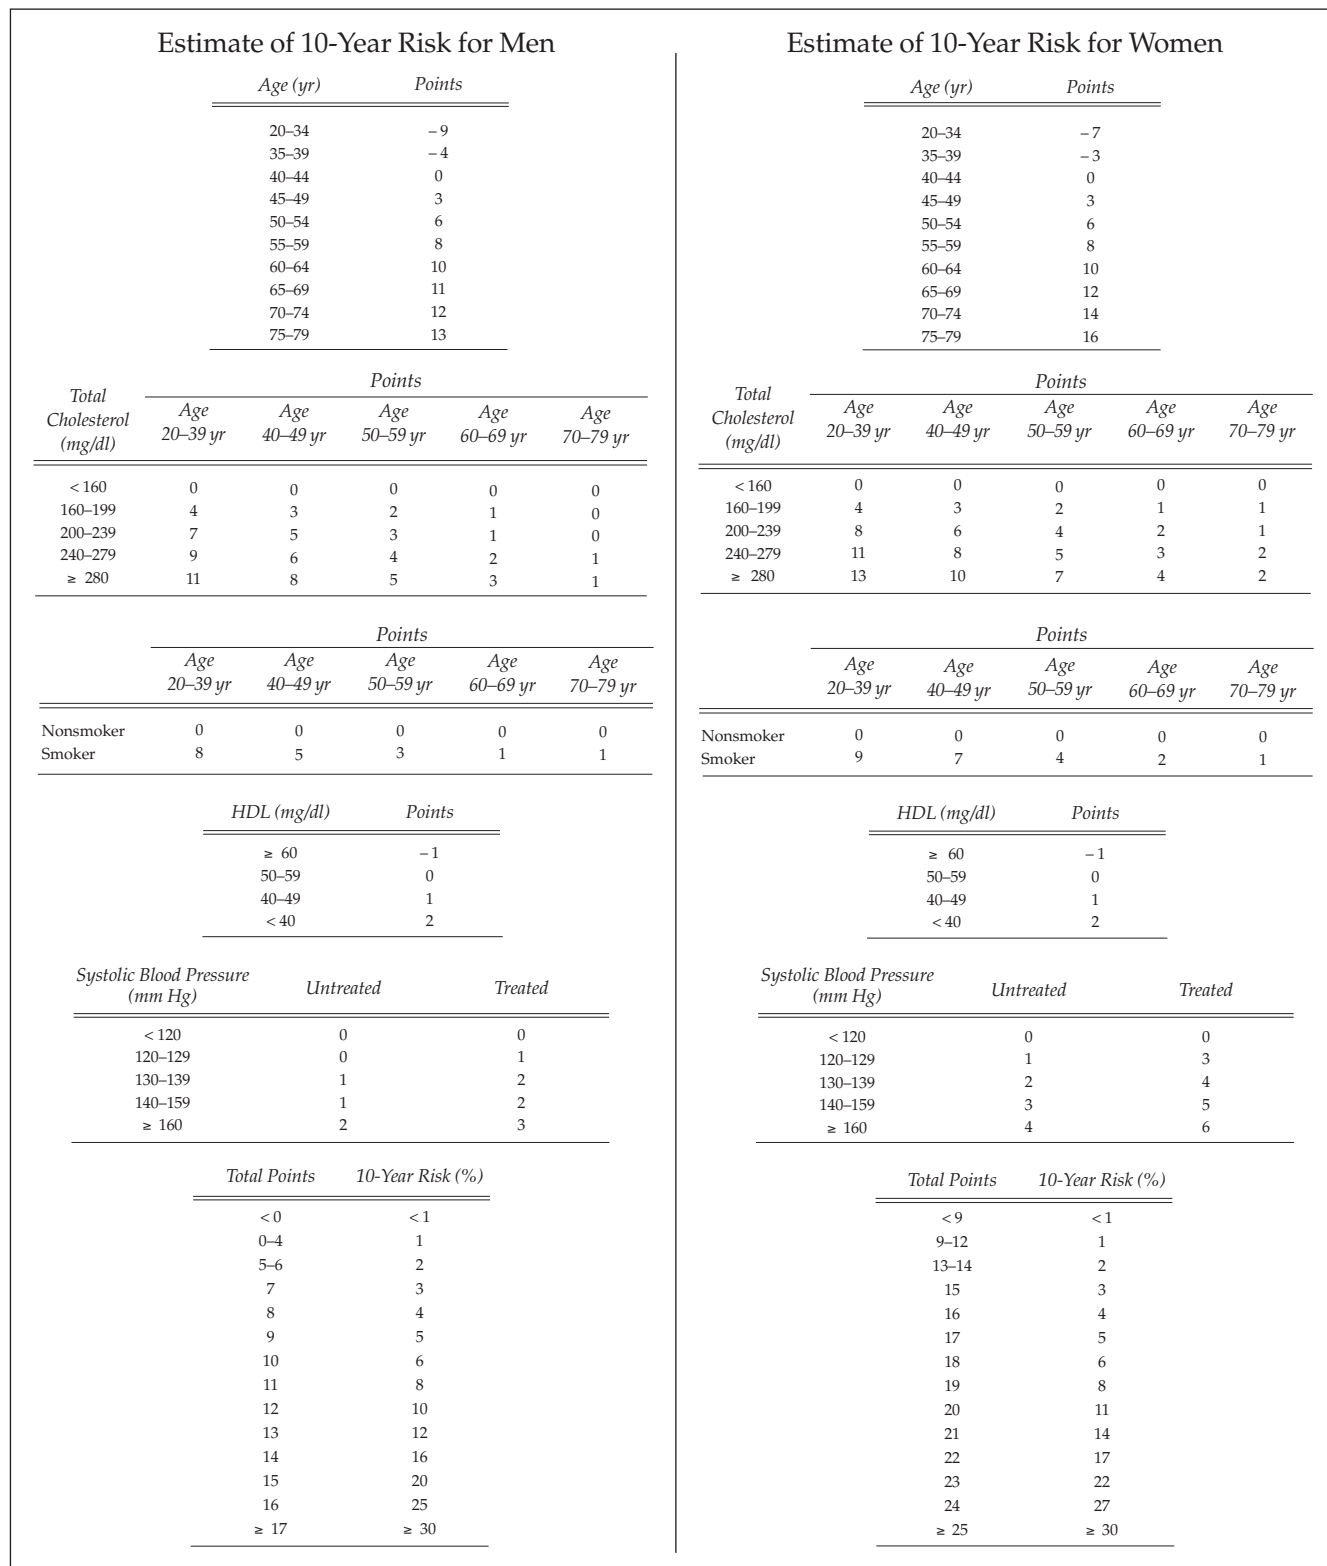 Estimate of 10-Year Risk for Men
Age (yr) Points
20–34 – 9
35–39 – 4
40–44 0
45–49 3
50–54 6
55–59 8
60–64 10
65–69 11
70–74 12
75–79 13
Points
Total Cholesterol (mg/dl) Age 20–39 yr Age 40–49 yr Age 50–59 yr Age 60–69 yr Age 70–79 yr
< 160 0 0 0 0 0
160–199 4 3 2 1 0
200–239 7 5 3 1 0
240–279 9 6 4 2 1
≥ 280 11 8 5 3 1
Points
Age 20–39 yr Age 40–49 yr Age 50–59 yr Age 60–69 yr Age 70–79 yr
Nonsmoker 0 0 0 0 0
Smoker 8 5 3 1 1
HDL (mg/dl) Points
≥ 60 – 1
50–59 0
40–49 1
< 40 2
Systolic Blood Pressure (mm Hg) Untreated Treated
< 120 0 0
120–129 0 1
130–139 1 2
140–159 1 2
≥ 160 2 3
Total Points 10-Year Risk (%)
< 0 < 1
0–4 1
5–6 2
7 3
8 4
9 5
10 6
11 8
12 10
13 12
14 16
15 20
16 25
≥ 17 ≥ 30
Estimate of 10-Year Risk for Women
Age (yr) Points
20–34 – 7
35–39 – 3
40–44 0
45–49 3
50–54 6
55–59 8
60–64 10
65–69 12
70–74 14
75–79 16
Points
Total Cholesterol (mg/dl) Age 20–39 yr Age 40–49 yr Age 50–59 yr Age 60–69 yr Age 70–79 yr
< 160 0 0 0 0 0
160–199 4 3 2 1 1
200–239 8 6 4 2 1
240–279 11 8 5 3 2
≥ 280 13 10 7 4 2
Points
Age 20–39 yr Age 40–49 yr Age 50–59 yr Age 60–69 yr Age 70–79 yr
Nonsmoker 0 0 0 0 0
Smoker 9 7 4 2 1
HDL (mg/dl) Points
≥ 60 – 1
50–59 0
40–49 1
< 40 2
Systolic Blood Pressure (mm Hg) Untreated Treated
< 120 0 0
120–129 1 3
130–139 2 4
140–159 3 5
≥ 160 4 6
Total Points 10-Year Risk (%)
< 9 < 1
9–12 1
13–14 2
15 3
16 4
17 5
18 6
19 8
20 11
21 14
22 17
23 22
24 27
≥ 25 ≥ 30